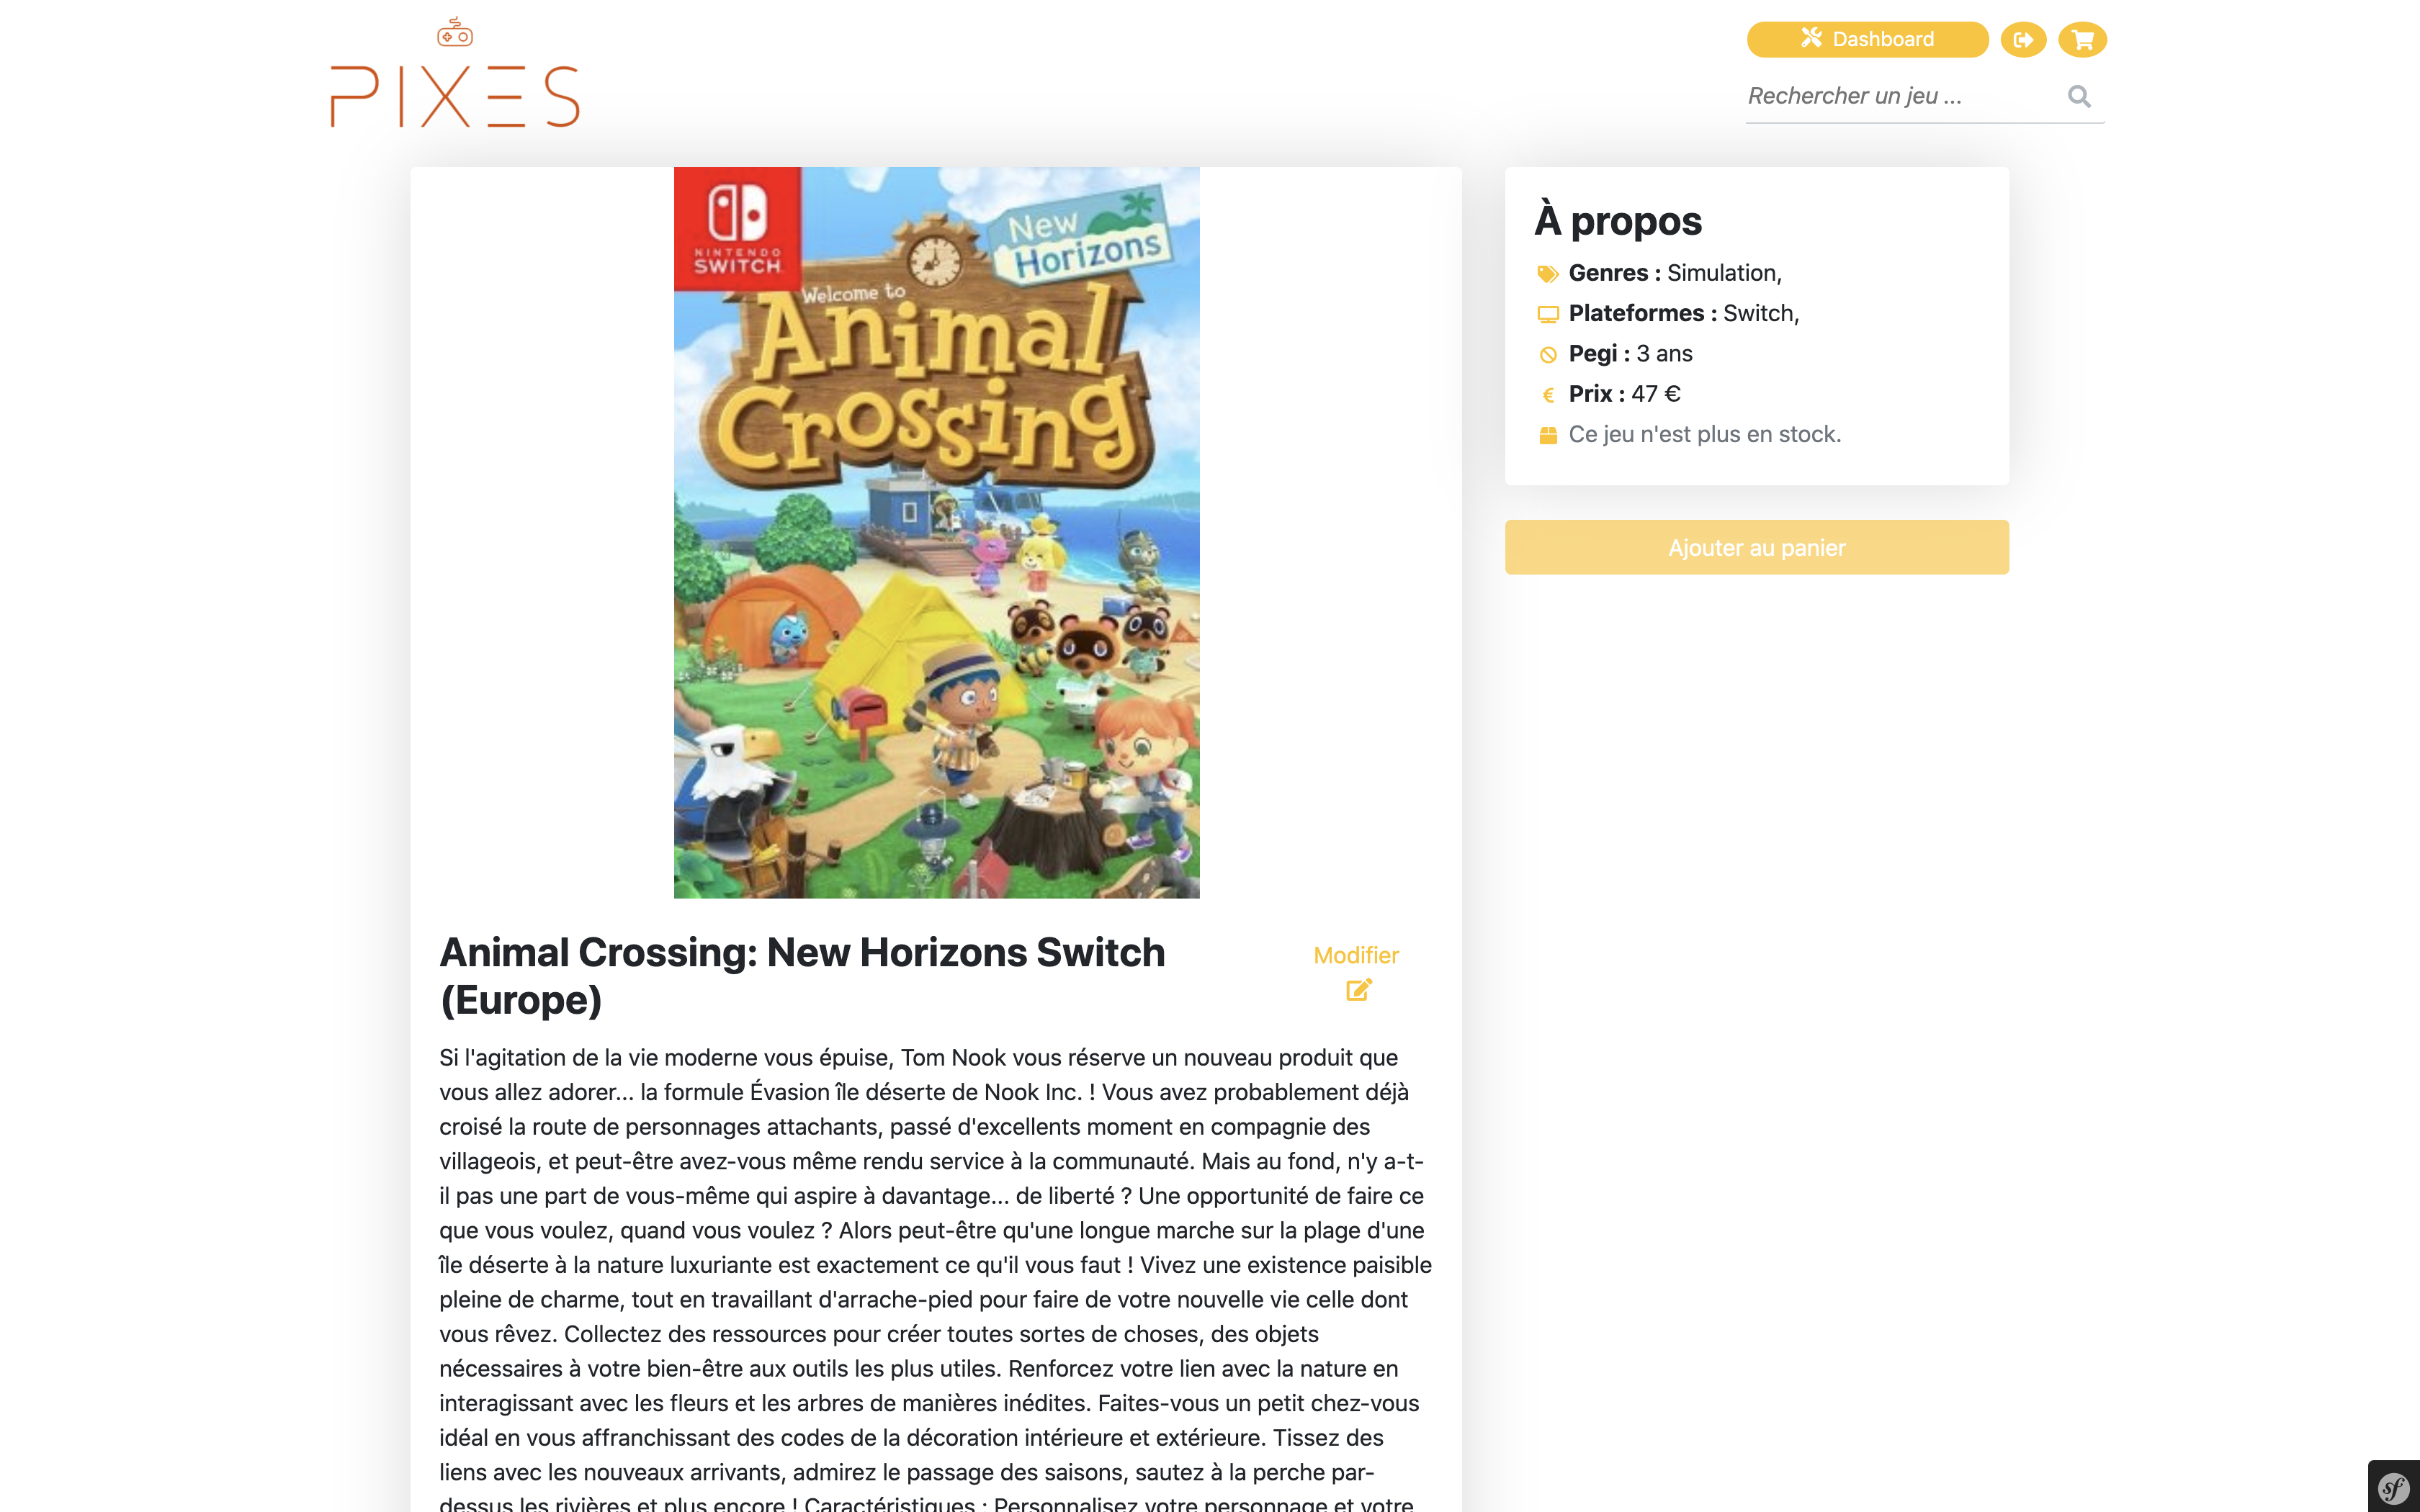 PIXES
Dashboard
Rechercher un jeu ...
NINTENDO
SWITCH
New
Horizons
Welcome to
Animal
Crossing
Animal Crossing: New Horizons Switch
(Europe)
Modifier
Si l'agitation de la vie moderne vous épuise, Tom Nook vous réserve un nouveau produit que
vous allez adorer... la formule Évasion île déserte de Nook Inc. ! Vous avez probablement déjà
croisé la route de personnages attachants, passé d'excellents moment en compagnie des
villageois, et peut-être avez-vous même rendu service à la communauté. Mais au fond, n'y a-t-
il pas une part de vous-même qui aspire à davantage... de liberté ? Une opportunité de faire ce
que vous voulez, quand vous voulez ? Alors peut-être qu'une longue marche sur la plage d'une
île déserte à la nature luxuriante est exactement ce qu'il vous faut ! Vivez une existence paisible
pleine de charme, tout en travaillant d'arrache-pied pour faire de votre nouvelle vie celle dont
vous rêvez. Collectez des ressources pour créer toutes sortes de choses, des objets
nécessaires à votre bien-être aux outils les plus utiles. Renforcez votre lien avec la nature en
interagissant avec les fleurs et les arbres de manières inédites. Faites-vous un petit chez-vous
idéal en vous affranchissant des codes de la décoration intérieure et extérieure. Tissez des
liens avec les nouveaux arrivants, admirez le passage des saisons, sautez à la perche par-
dessus les rivières et plus encore ! Caractéristiques : Personnalisez votre personnage et votre
À propos
Genres : Simulation,
Plateformes : Switch,
Pegi : 3 ans
Prix : 47 €
Ce jeu n'est plus en stock.
Ajouter au panier
sf